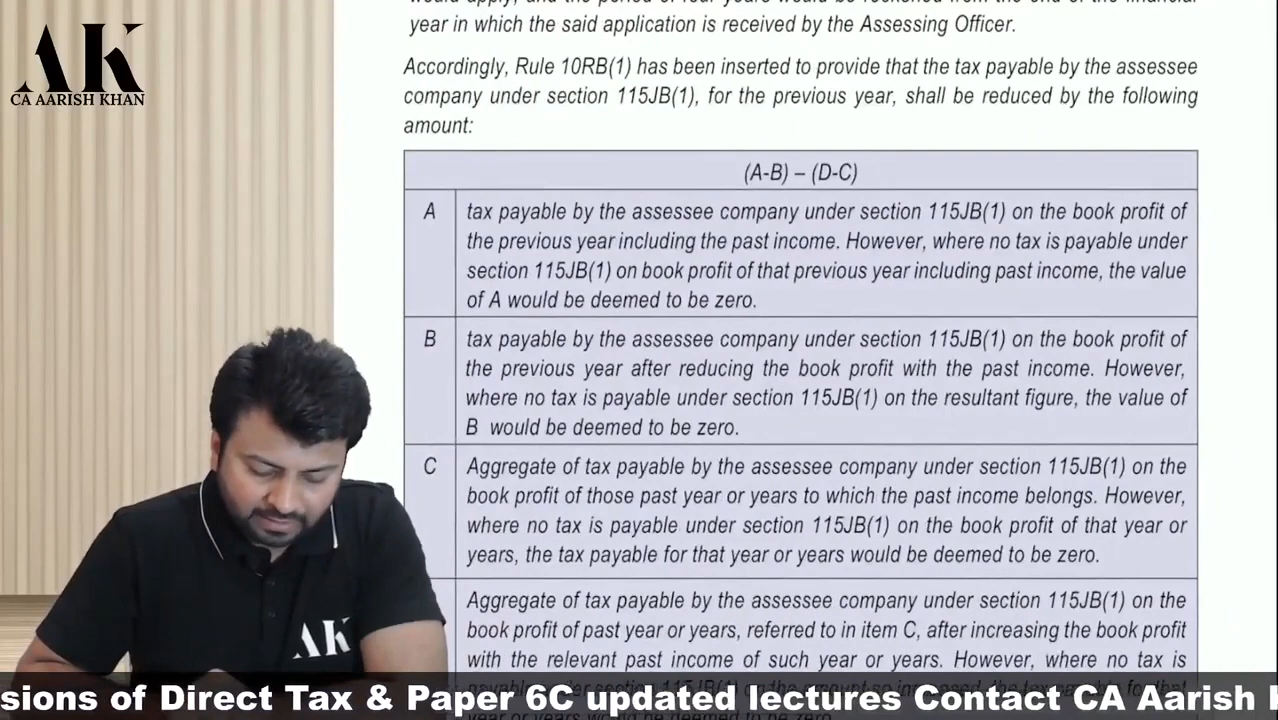 AK
CA AARISH KHAN
year in which the said application is received by the Assessing Officer.
Accordingly, Rule 10RB(1) has been inserted to provide that the tax payable by the assessee
company under section 115JB(1), for the previous year, shall be reduced by the following
amount:
(A-B) – (D-C)
A
tax payable by the assessee company under section 115JB(1) on the book profit of
the previous year including the past income. However, where no tax is payable under
section 115JB(1) on book profit of that previous year including past income, the value
of A would be deemed to be zero.
B
tax payable by the assessee company under section 115JB(1) on the book profit of
the previous year after reducing the book profit with the past income. However,
where no tax is payable under section 115JB(1) on the resultant figure, the value of
B would be deemed to be zero.
C
Aggregate of tax payable by the assessee company under section 115JB(1) on the
book profit of those past year or years to which the past income belongs. However,
where no tax is payable under section 115JB(1) on the book profit of that year or
years, the tax payable for that year or years would be deemed to be zero.
Aggregate of tax payable by the assessee company under section 115JB(1) on the
book profit of past year or years, referred to in item C, after increasing the book profit
with the relevant past income of such year or years. However, where no tax is
AK
sions of Direct Tax & Paper 6C updated lectures Contact CA Aarish